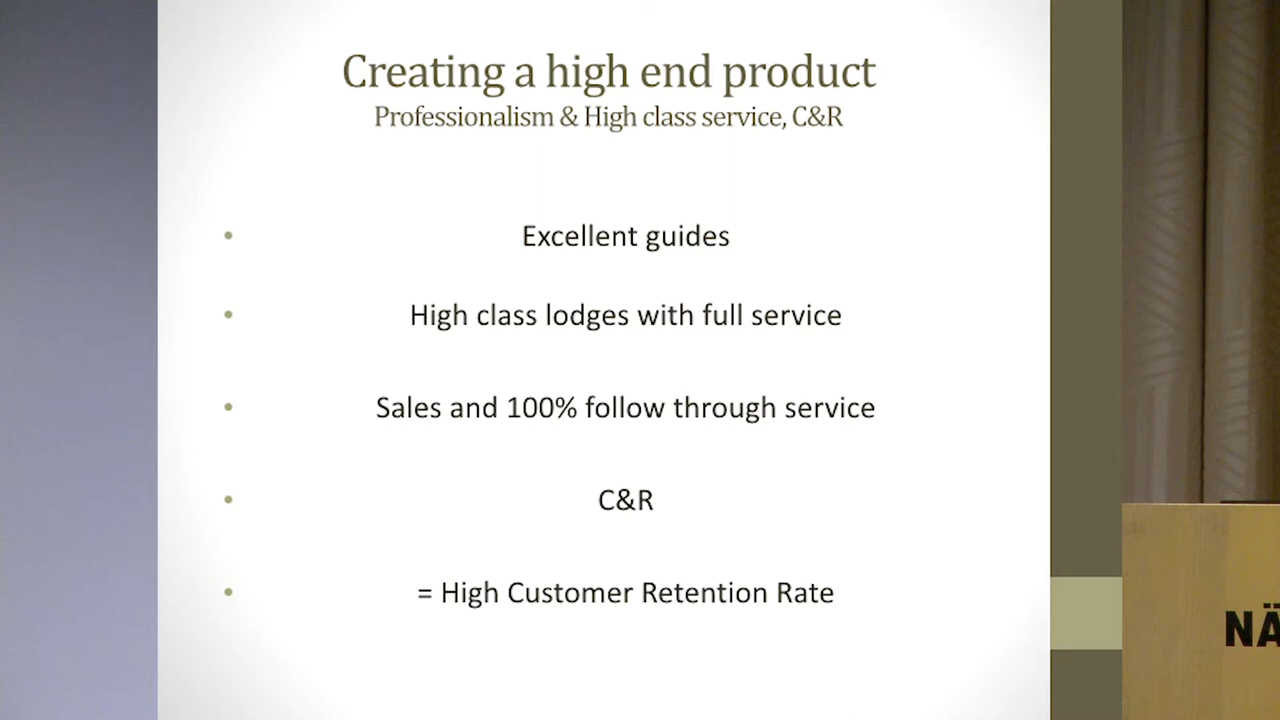 Creating a high end product
Professionalism & High class service, C&R
• Excellent guides
• High class lodges with full service
• Sales and 100% follow through service
• C&R
• = High Customer Retention Rate
NÄ